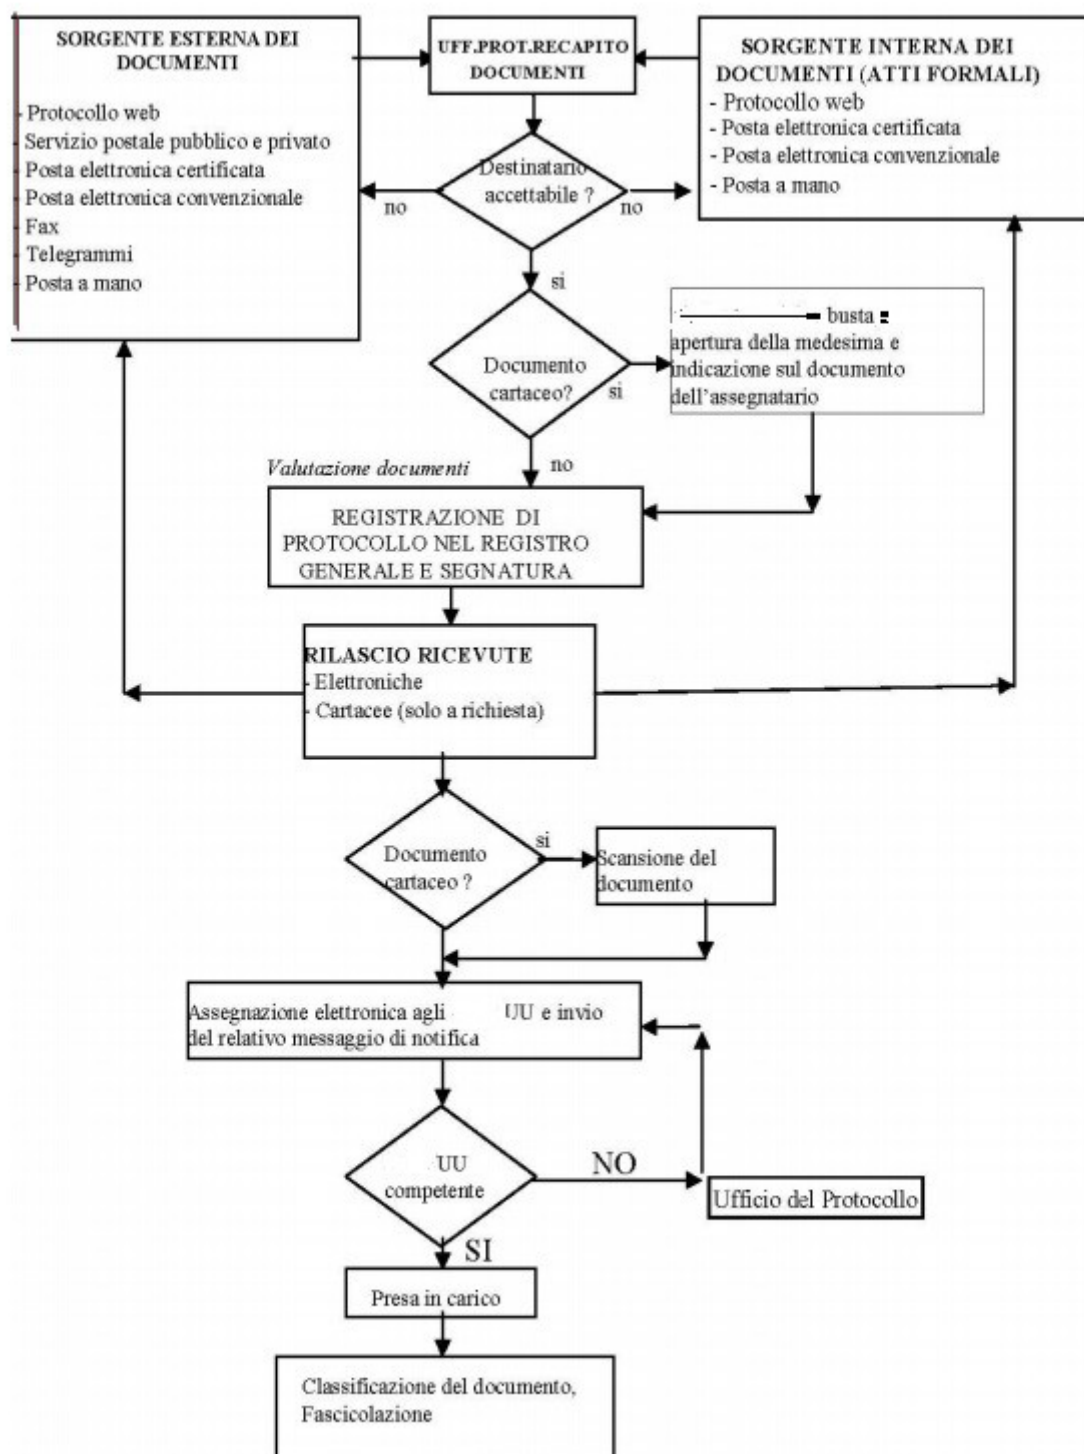 SORGENTE ESTERNA DEI
DOCUMENTI
- Protocollo web
- Servizio postale pubblico e privato
- Posta elettronica certificata
- Posta elettronica convenzionale
- Fax
- Telegrammi
- Posta a mano
UFF.PROT.RECAPITO
DOCUMENTI
SORGENTE INTERNA DEI
DOCUMENTI (ATTI FORMALI)
- Protocollo web
- Posta elettronica certificata
- Posta elettronica convenzionale
- Posta a mano
Destinatario
accettabile ?
no
no
si
Documento
cartaceo?
si
busta
apertura della medesima e
indicazione sul documento
dell'assegnatario
no
Valutazione documenti
REGISTRAZIONE DI
PROTOCOLLO NEL REGISTRO
GENERALE E SEGNATURA
RILASCIO RICEVUTE
- Elettroniche
- Cartacee (solo a richiesta)
Documento
cartaceo ?
si
Scansione del
documento
Assegnazione elettronica agli UU e invio
del relativo messaggio di notifica
UU
competente
NO
Ufficio del Protocollo
SI
Presa in carico
Classificazione del documento,
Fascicolazione